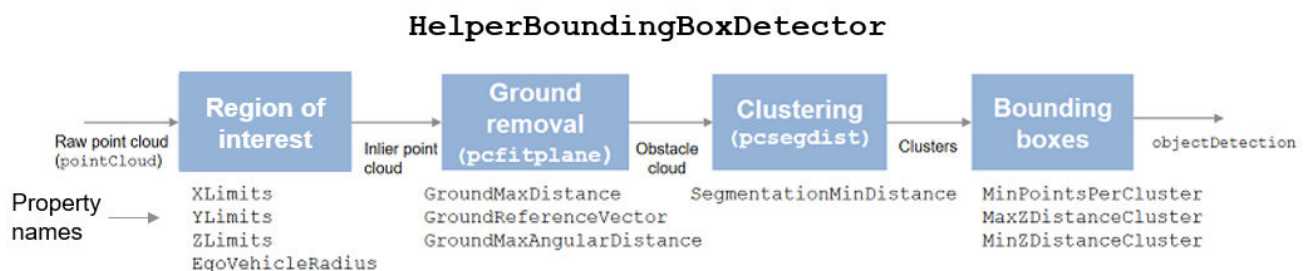 HelperBoundingBoxDetector
Region of
interest
Ground
removal
(pcfitplane)
Clustering
(pcsegdist)
Bounding
boxes
Raw point cloud
(pointCloud)
Inlier point
cloud
Obstacle
cloud
Clusters
objectDetection
Property
names
XLimits
YLimits
ZLimits
EgoVehicleRadius
GroundMaxDistance
GroundReferenceVector
GroundMaxAngularDistance
SegmentationMinDistance
MinPointsPerCluster
MaxZDistanceCluster
MinZDistanceCluster